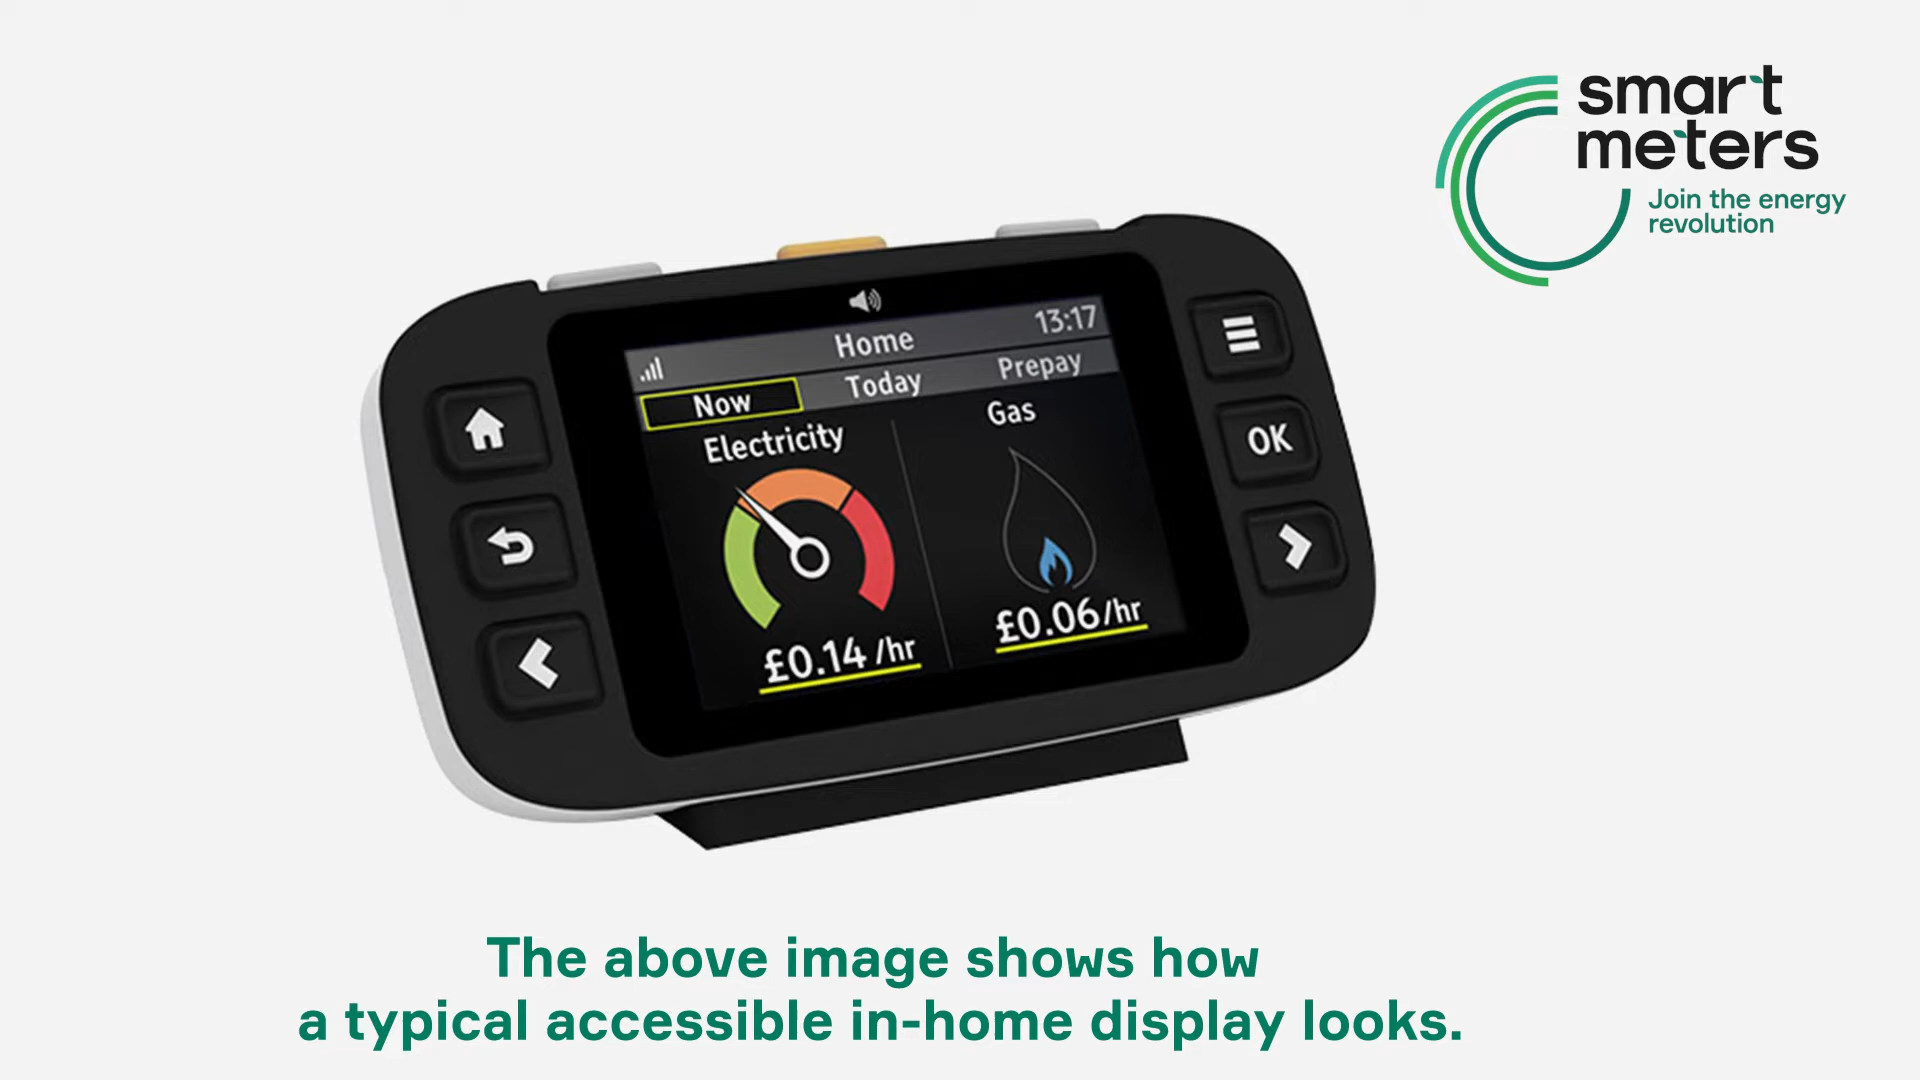 smart
meters
Join the energy
revolution
Home
13:17
Now
Today
Prepay
Electricity
Gas
£0.14 /hr
£0.06/hr
OK
The above image shows how
a typical accessible in-home display looks.